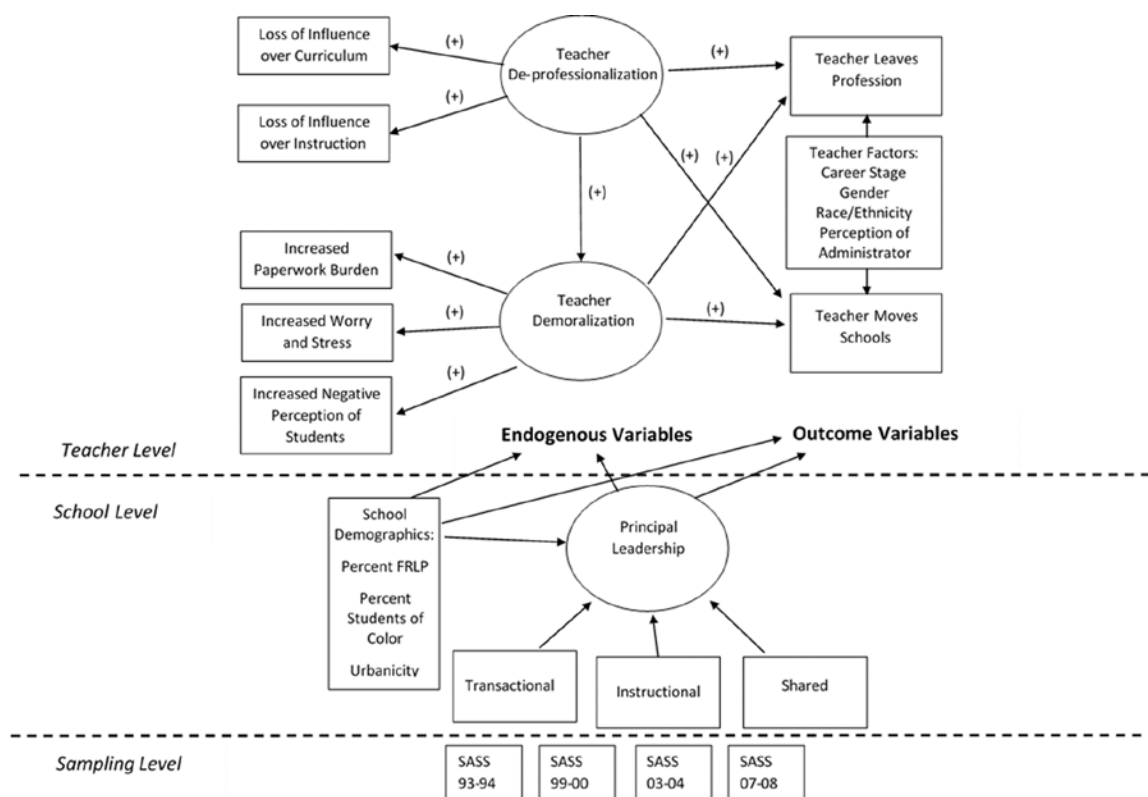 Loss of Influence
over Curriculum
(+)
Teacher
De-professionalization
(+)
Teacher Leaves
Profession
(+)
Loss of Influence
over Instruction
(+)
(+)
(+)
Teacher Factors:
Career Stage
Gender
Race/Ethnicity
Perception of
Administrator
Increased
Paperwork Burden
(+)
Teacher
Demoralization
(+)
Teacher Moves
Schools
Increased Worry
and Stress
(+)
Increased Negative
Perception of
Students
(+)
Teacher Level
Endogenous Variables
Outcome Variables
School Level
School
Demographics:
Percent FRLP
Percent
Students of
Color
Urbanicity
Principal
Leadership
Transactional
Instructional
Shared
Sampling Level
SASS
93-94
SASS
99-00
SASS
03-04
SASS
07-08